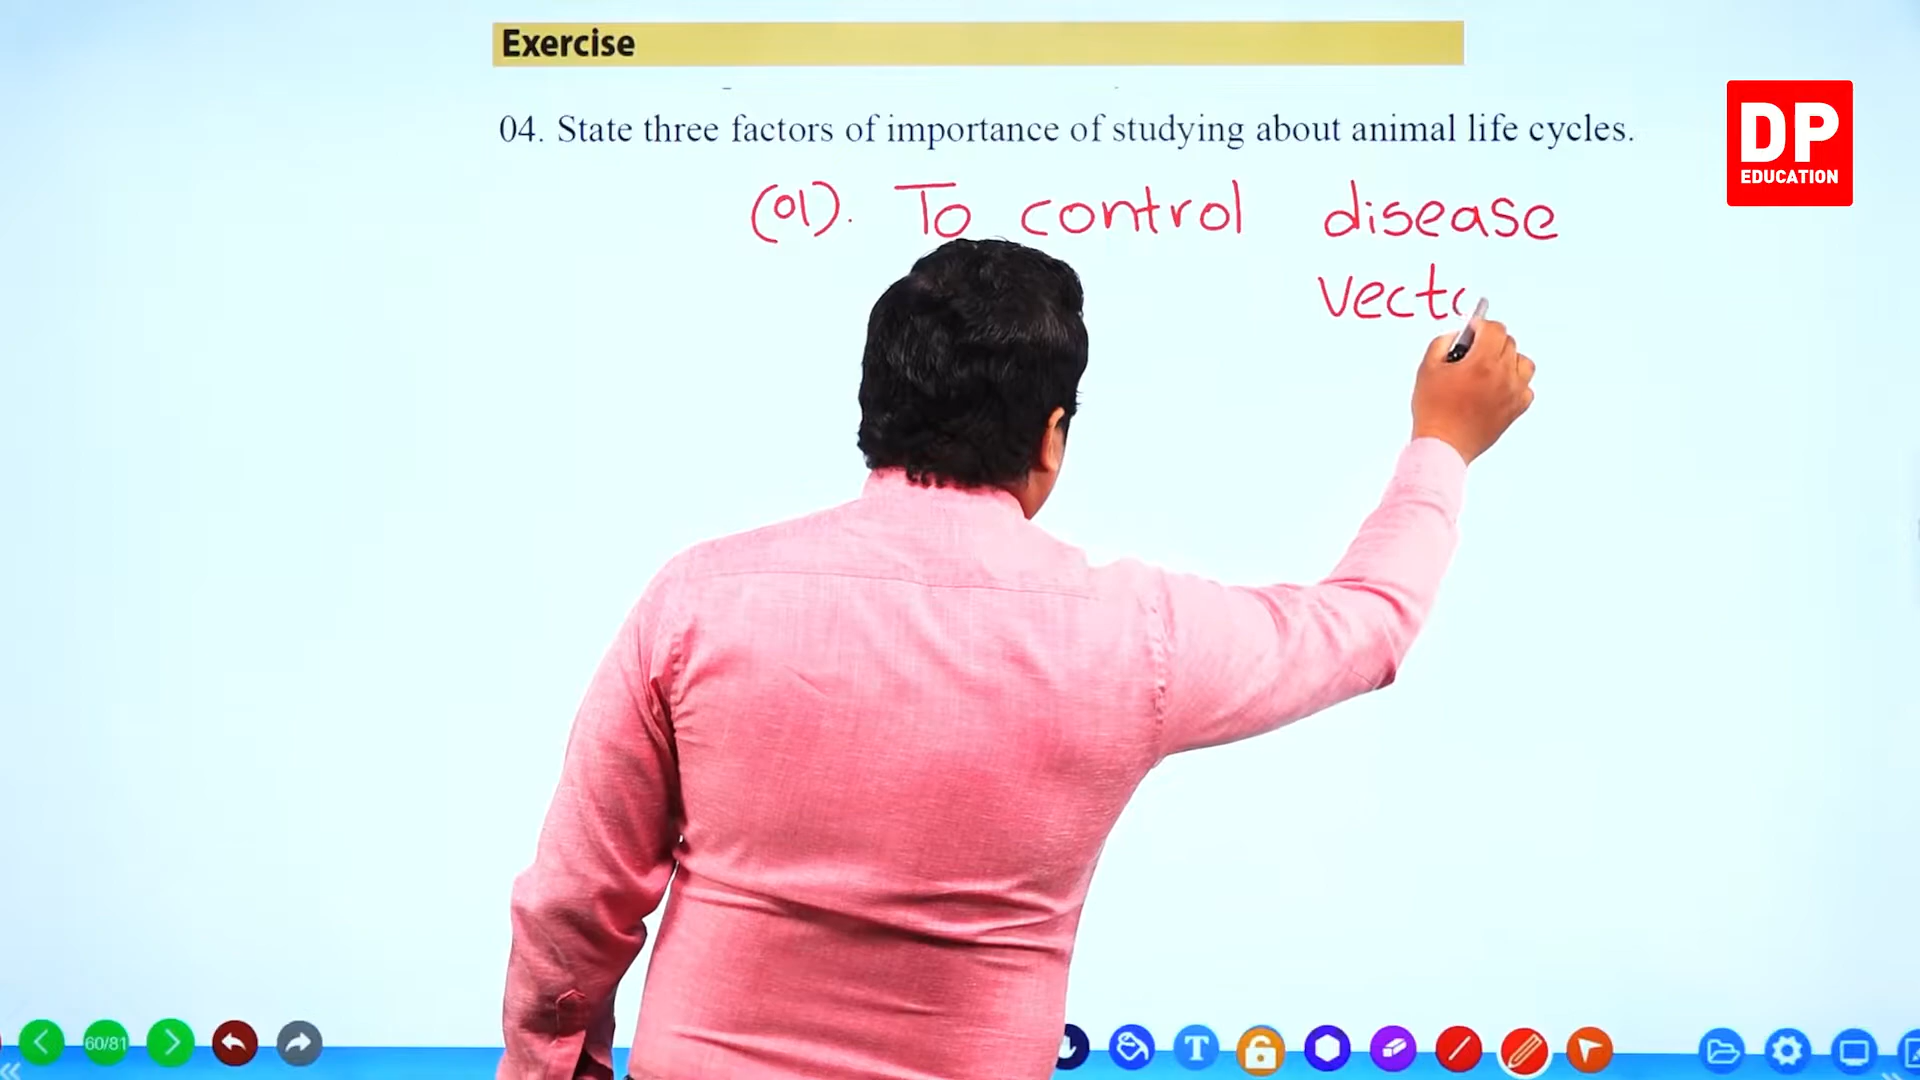 Exercise
04. State three factors of importance of studying about animal life cycles.
DP
EDUCATION
(01). To control disease
vecto
60/81
T